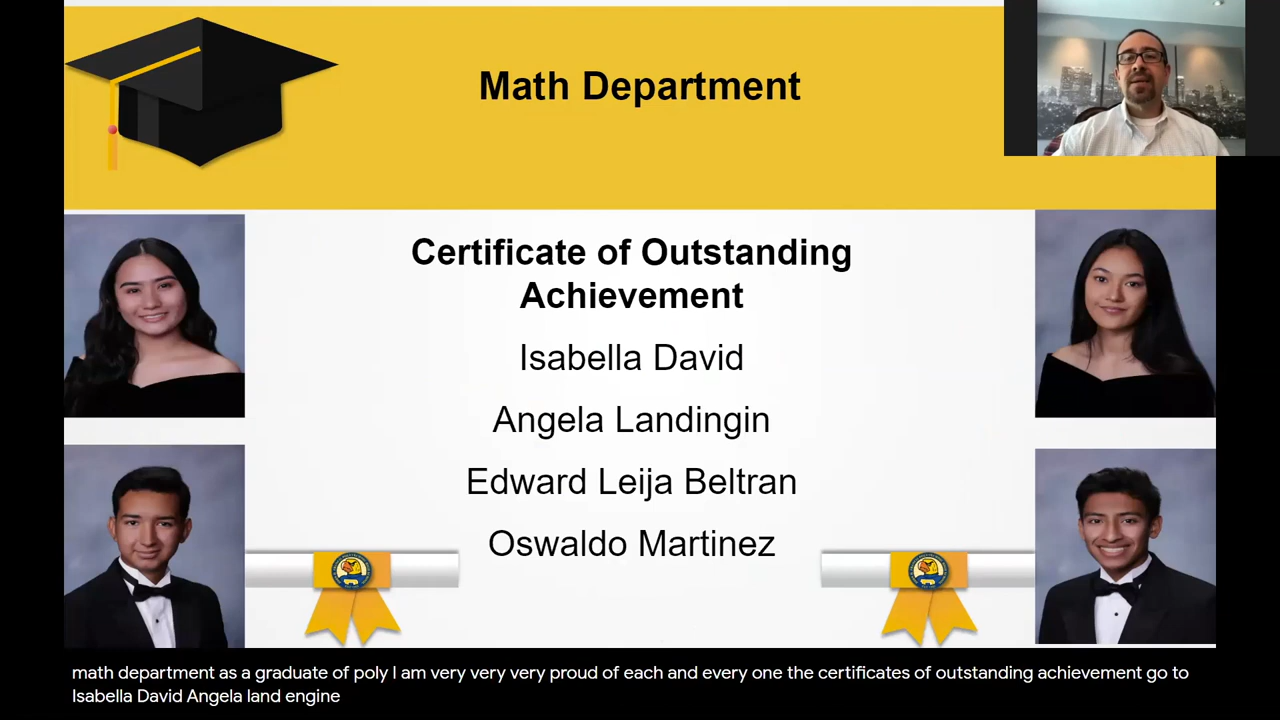 Math Department
Certificate of Outstanding
Achievement
Isabella David
Angela Landingin
Edward Leija Beltran
Oswaldo Martinez
math department as a graduate of poly I am very very very proud of each and every one the certificates of outstanding achievement go to
Isabella David Angela land engine